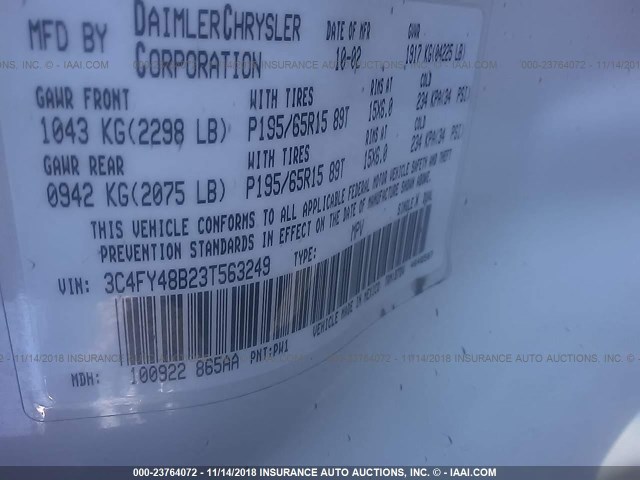 MFD BY DAIMLERCHRYSLER CORPORATION
DATE OF MFR 10-02
GVWR 1917 KG(04225 LB)
GAWR FRONT WITH TIRES RIMS AT COLD
1043 KG(2298 LB) P195/65R15 89T 15X6.0 234 KPA(34 PSI)
GAWR REAR WITH TIRES RIMS AT COLD
0942 KG(2075 LB) P195/65R15 89T 15X6.0 234 KPA(34 PSI)
THIS VEHICLE CONFORMS TO ALL APPLICABLE FEDERAL MOTOR VEHICLE SAFETY AND THEFT
PREVENTION STANDARDS IN EFFECT ON THE DATE OF MANUFACTURE SHOWN ABOVE.
VIN: 3C4FY48B23T563249 TYPE: MPV
VEHICLE MADE IN MEXICO
MDH: 100922 865AA PNT:PW1
000-23764072 - 11/14/2018 INSURANCE AUTO AUCTIONS © - IAAI.COM